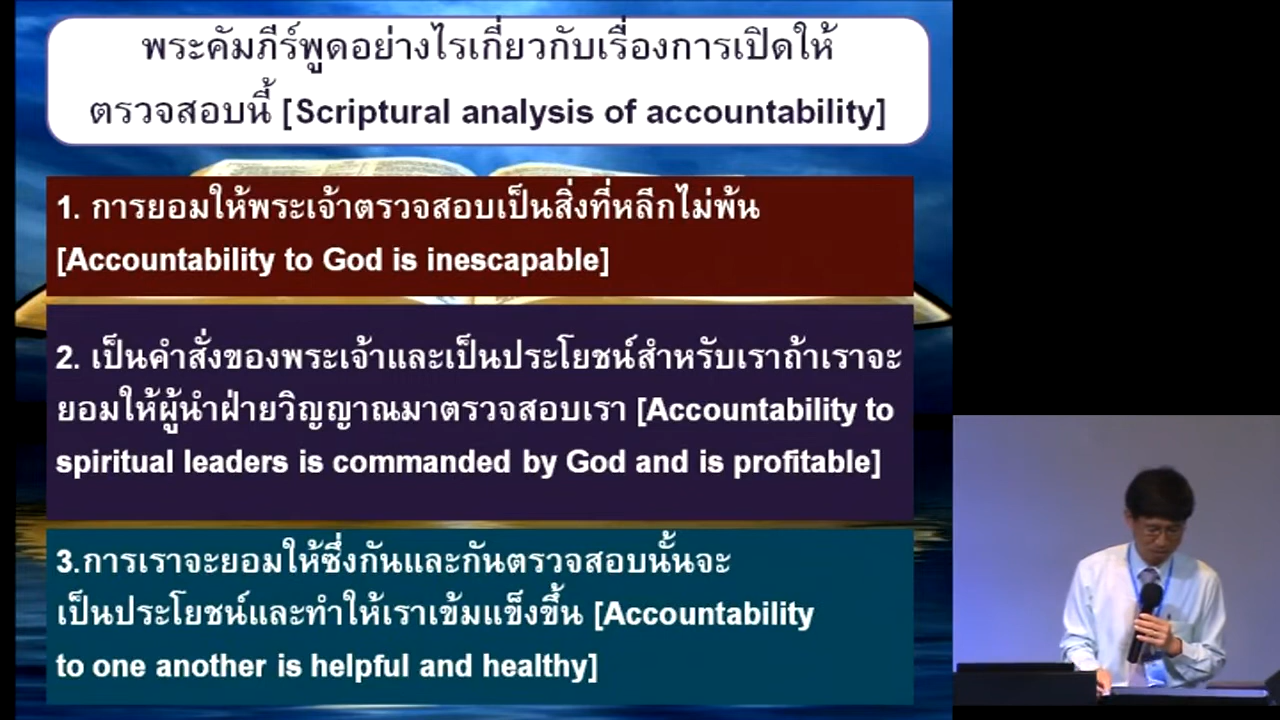 พระคัมภีร์พูดอย่างไรเกี่ยวกับเรื่องการเปิดให้
ตรวจสอบนี้ [Scriptural analysis of accountability]
1. การยอมให้พระเจ้าตรวจสอบเป็นสิ่งที่หลีกไม่พ้น
[Accountability to God is inescapable]
2. เป็นคำสั่งของพระเจ้าและเป็นประโยชน์สำหรับเราถ้าเราจะ
ยอมให้ผู้นำฝ่ายวิญญาณมาตรวจสอบเรา [Accountability to
spiritual leaders is commanded by God and is profitable]
3.การเราจะยอมให้ซึ่งกันและกันตรวจสอบนั้นจะ
เป็นประโยชน์และทำให้เราเข้มแข็งขึ้น [Accountability
to one another is helpful and healthy]